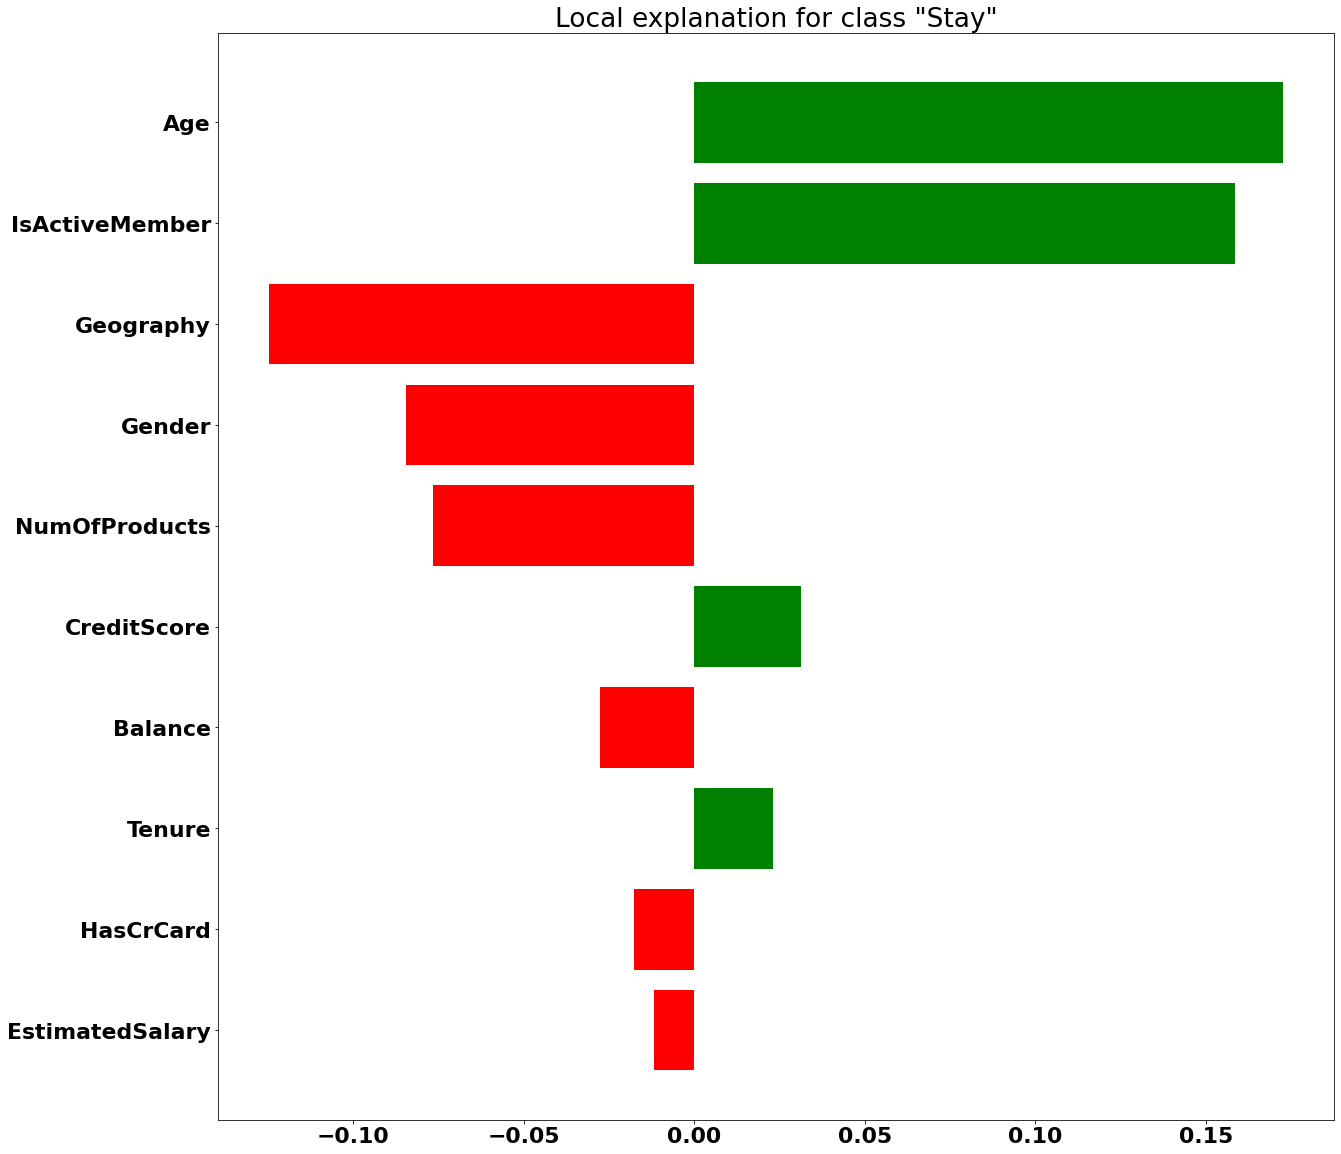 Local explanation for class "Stay"
Age
IsActiveMember
Geography
Gender
NumOfProducts
CreditScore
Balance
Tenure
HasCrCard
EstimatedSalary
−0.10 −0.05 0.00 0.05 0.10 0.15